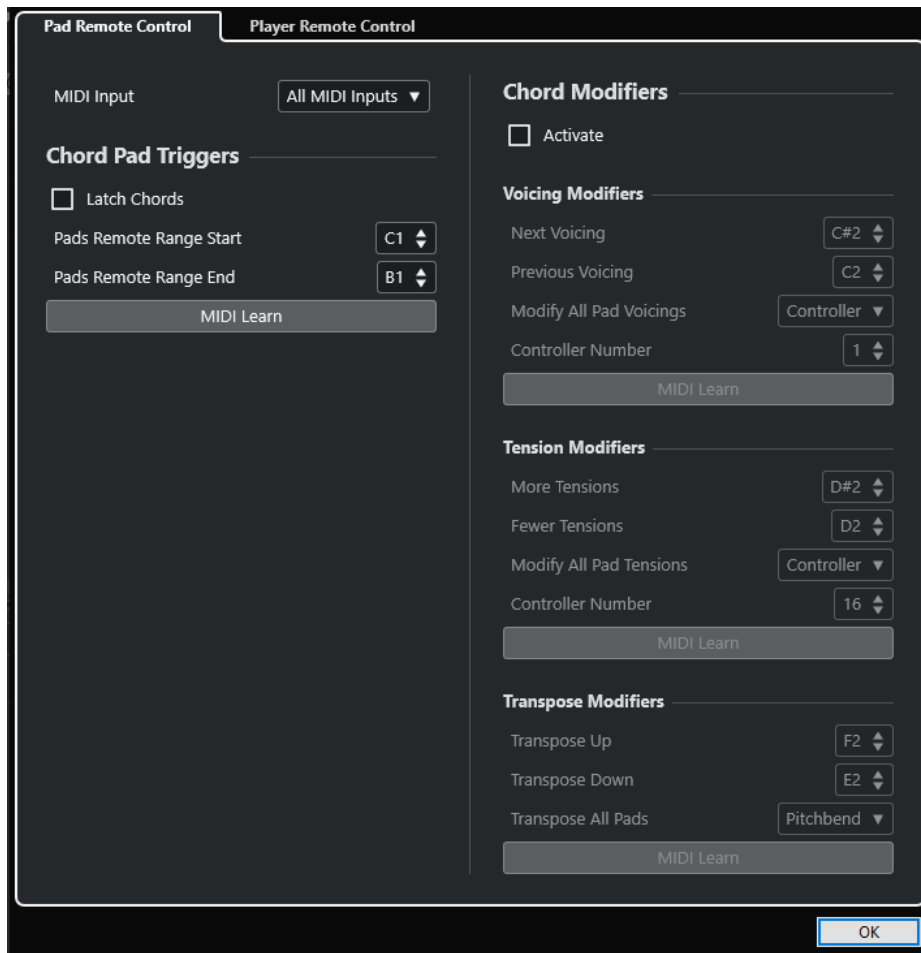 Pad Remote Control
Player Remote Control
MIDI Input
All MIDI Inputs
Chord Pad Triggers
Latch Chords
Pads Remote Range Start
C1
Pads Remote Range End
B1
MIDI Learn
Chord Modifiers
Activate
Voicing Modifiers
Next Voicing
C#2
Previous Voicing
C2
Modify All Pad Voicings
Controller
Controller Number
1
MIDI Learn
Tension Modifiers
More Tensions
D#2
Fewer Tensions
D2
Modify All Pad Tensions
Controller
Controller Number
16
MIDI Learn
Transpose Modifiers
Transpose Up
F2
Transpose Down
E2
Transpose All Pads
Pitchbend
MIDI Learn
OK